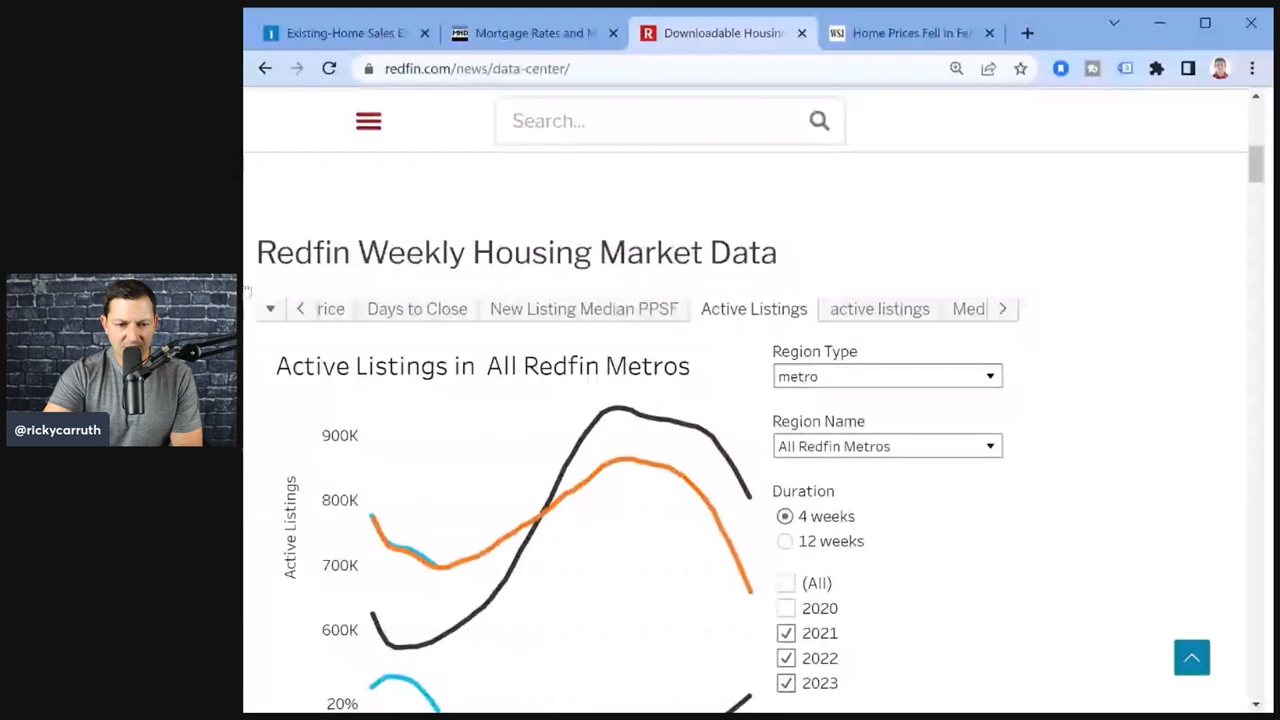 Existing-Home Sales E
MND
Mortgage Rates and M
R
Downloadable Housin
WSJ
Home Prices Fell in Fe
redfin.com/news/data-center/
Search...
Redfin Weekly Housing Market Data
rice
Days to Close
New Listing Median PPSF
Active Listings
active listings
Med
Active Listings in All Redfin Metros
Region Type
metro
Region Name
All Redfin Metros
Duration
4 weeks
12 weeks
(All)
2020
2021
2022
2023
Active Listings
900K
800K
700K
600K
20%
@rickycarruth